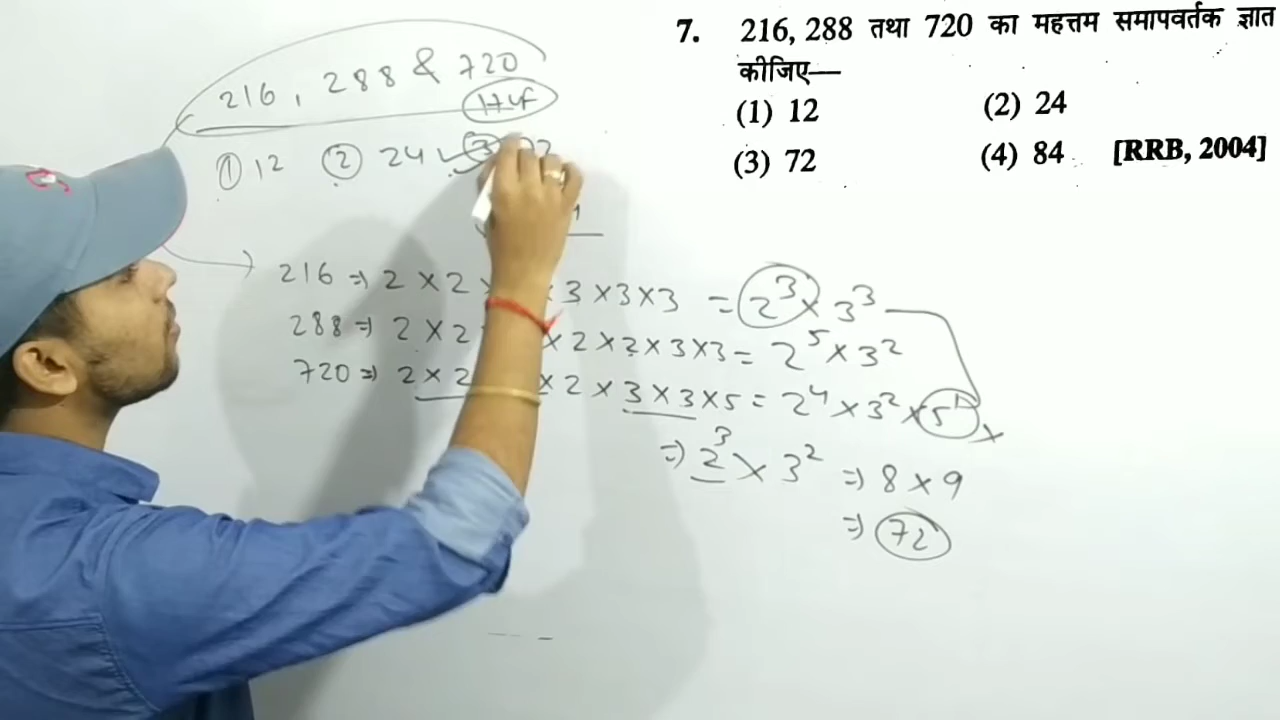 7. 216, 288 तथा 720 का महत्तम समापवर्तक ज्ञात
कीजिए—
(1) 12 (2) 24
(3) 72 (4) 84 [RRB, 2004]
216, 288 & 720
HCF
① 12 ② 24 ③
216 ⇒ 2 × 2 × 3 × 3 × 3 = 2³ × 3³
288 ⇒ 2 × 2 × 2 × 2 × 3 × 3 = 2⁵ × 3²
720 ⇒ 2 × 2 × 2 × 3 × 3 × 5 = 2⁴ × 3² × 5¹ ×
⇒ 2³ × 3² ⇒ 8 × 9
⇒ 72